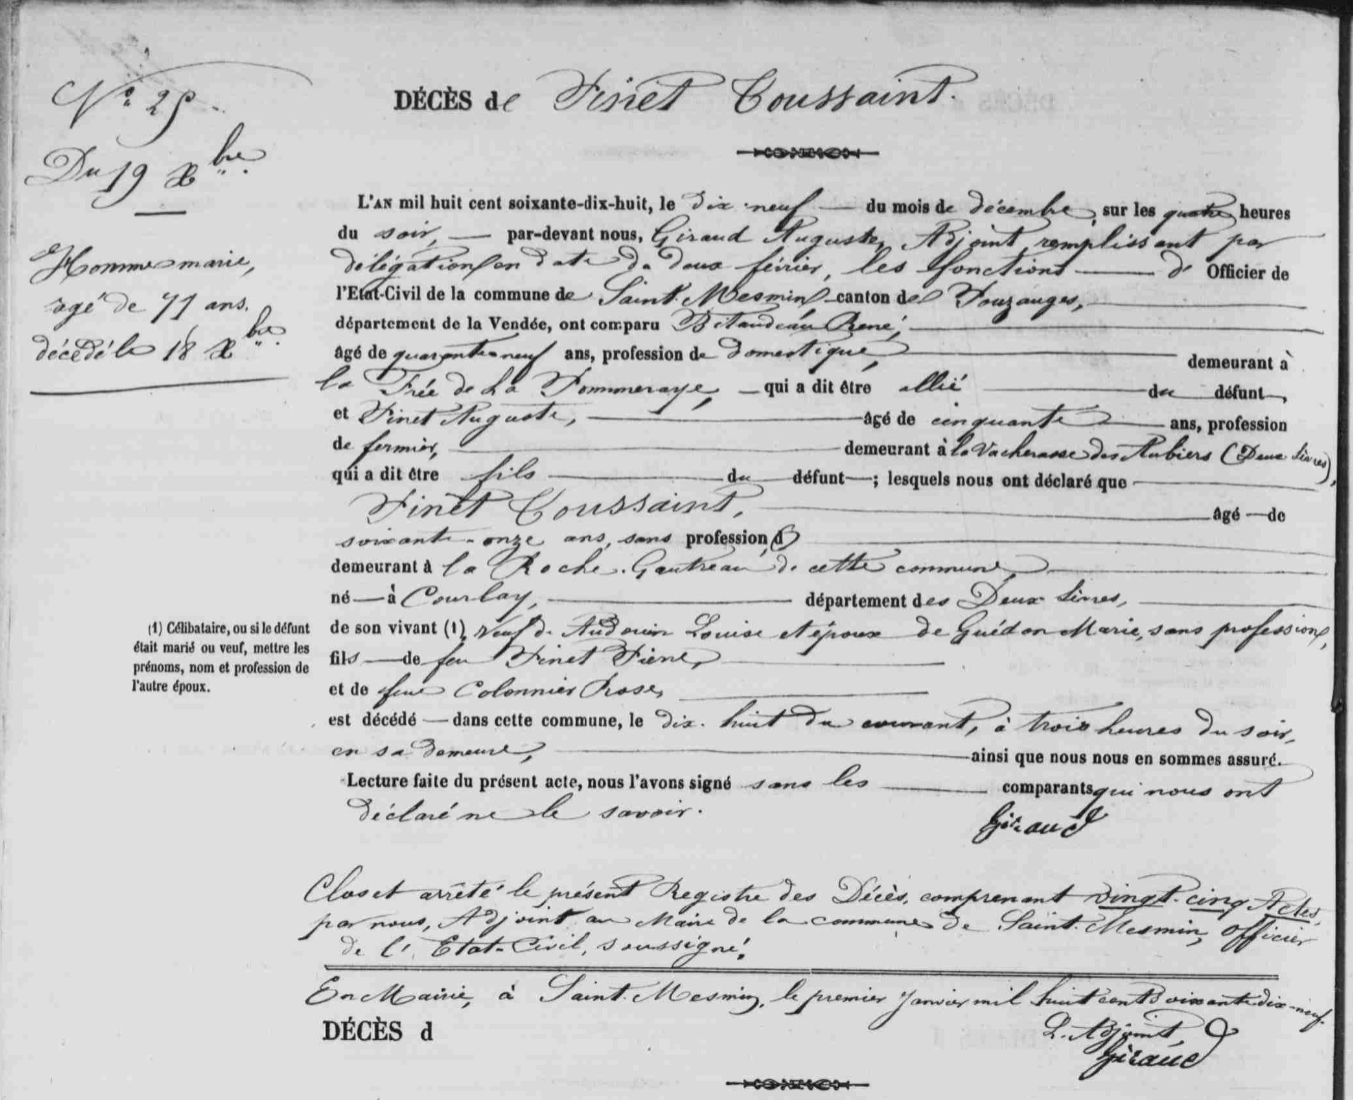 N° 25
Du 19 Xbre
Homme marié,
agé de 71 ans.
décédé le 18 Xbre
DÉCÈS de Finet Toussaint.
L'AN mil huit cent soixante-dix-huit, le dix-neuf du mois de décembre, sur les quatre heures
du soir, par-devant nous, Giraud Auguste, Adjoint, remplissant par
délégation en date du deux février, les fonctions d' Officier de
l'Etat-Civil de la commune de Saint-Mesmin canton de Pouzauges,
département de la Vendée, ont comparu Bitaudeau René,
âgé de quarante-neuf ans, profession de domestique, demeurant à
la Frée de La Pommeraye, qui a dit être allié du défunt,
et Finet Auguste, âgé de cinquante ans, profession
de fermier, demeurant à la Vacherasse des Aubiers (Deux Sèvres),
qui a dit être fils du défunt ; lesquels nous ont déclaré que
Finet Toussaint, âgé de
soixante-onze ans, sans profession d
demeurant à la Roche-Gautreau de cette commune,
né à Courlay, département des Deux Sèvres,
de son vivant (1) veuf de Audouin Louise et époux de Guédon Marie, sans profession,
fils de feu Finet Pierre,
et de feue Colonnier Rose,
est décédé dans cette commune, le dix-huit du courant, à trois heures du soir,
en sa demeure, ainsi que nous nous en sommes assuré.
Lecture faite du présent acte, nous l'avons signé sans les comparants qui nous ont
déclaré ne le savoir.
Giraud
(1) Célibataire, ou si le défunt
était marié ou veuf, mettre les
prénoms, nom et profession de
l'autre époux.
Clos et arrêté le présent Registre des Décès, comprenant vingt-cinq Actes,
par nous, Adjoint au Maire de la commune de Saint-Mesmin, officier
de l'Etat-Civil, soussigné.
En Mairie, à Saint-Mesmin, le premier Janvier mil huit cent soixante-dix-neuf.
L'Adjoint,
Giraud
DÉCÈS d